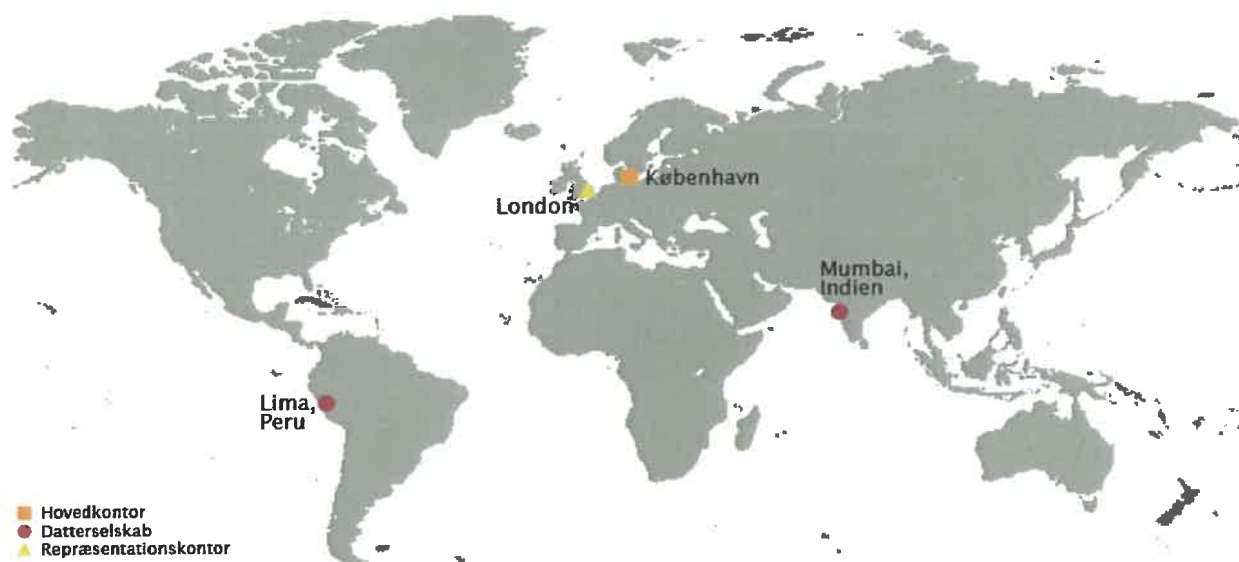 København
London
Mumbai,
Indien
Lima,
Peru
Hovedkontor
Datterselskab
Repræsentationskontor